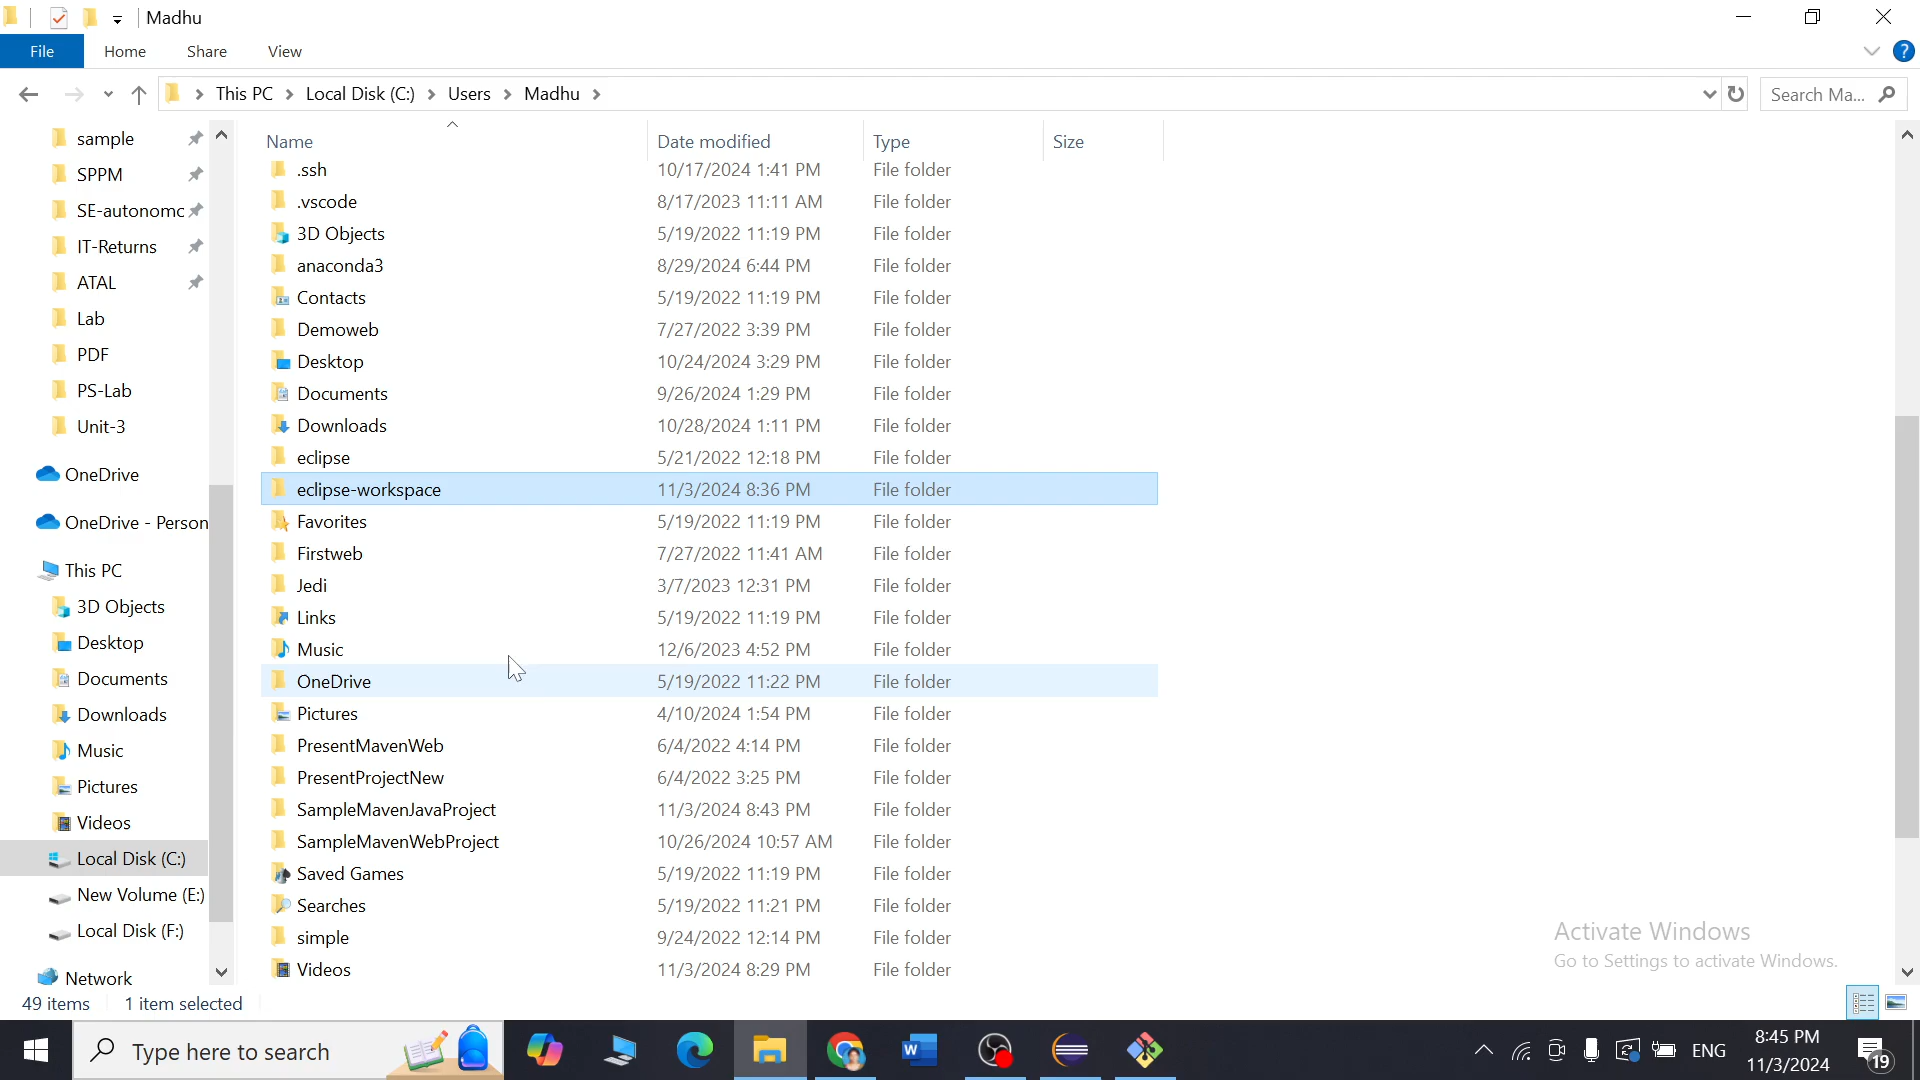 Madhu
File Home Share View
This PC Local Disk (C:) Users Madhu
Search Ma...
sample
SPPM
SE-autonomc
IT-Returns
ATAL
Lab
PDF
PS-Lab
Unit-3
OneDrive
OneDrive - Person
This PC
3D Objects
Desktop
Documents
Downloads
Music
Pictures
Videos
Local Disk (C:)
New Volume (E:)
Local Disk (F:)
Network
Name Date modified Type Size
.ssh 10/17/2024 1:41 PM File folder
.vscode 8/17/2023 11:11 AM File folder
3D Objects 5/19/2022 11:19 PM File folder
anaconda3 8/29/2024 6:44 PM File folder
Contacts 5/19/2022 11:19 PM File folder
Demoweb 7/27/2022 3:39 PM File folder
Desktop 10/24/2024 3:29 PM File folder
Documents 9/26/2024 1:29 PM File folder
Downloads 10/28/2024 1:11 PM File folder
eclipse 5/21/2022 12:18 PM File folder
eclipse-workspace 11/3/2024 8:36 PM File folder
Favorites 5/19/2022 11:19 PM File folder
Firstweb 7/27/2022 11:41 AM File folder
Jedi 3/7/2023 12:31 PM File folder
Links 5/19/2022 11:19 PM File folder
Music 12/6/2023 4:52 PM File folder
OneDrive 5/19/2022 11:22 PM File folder
Pictures 4/10/2024 1:54 PM File folder
PresentMavenWeb 6/4/2022 4:14 PM File folder
PresentProjectNew 6/4/2022 3:25 PM File folder
SampleMavenJavaProject 11/3/2024 8:43 PM File folder
SampleMavenWebProject 10/26/2024 10:57 AM File folder
Saved Games 5/19/2022 11:19 PM File folder
Searches 5/19/2022 11:21 PM File folder
simple 9/24/2022 12:14 PM File folder
Videos 11/3/2024 8:29 PM File folder
Activate Windows
Go to Settings to activate Windows.
49 items 1 item selected
Type here to search
ENG
8:45 PM
11/3/2024
19